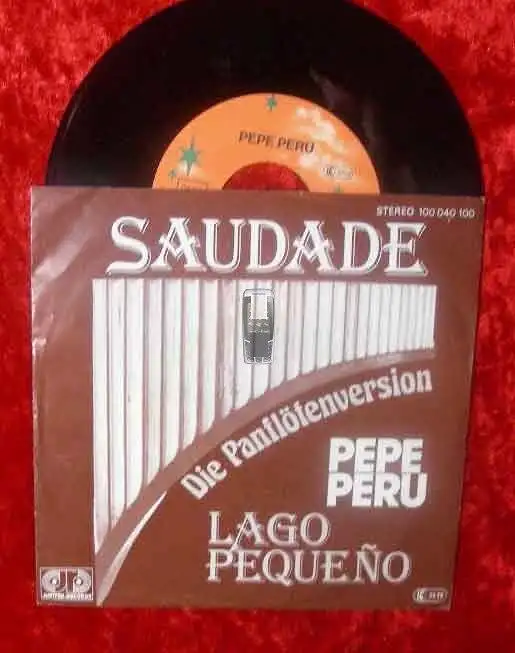 PEPE PERU
STEREO 100 040 100
SAUDADE
Die Panflötenversion
PEPE
PERU
LAGO
PEQUEÑO